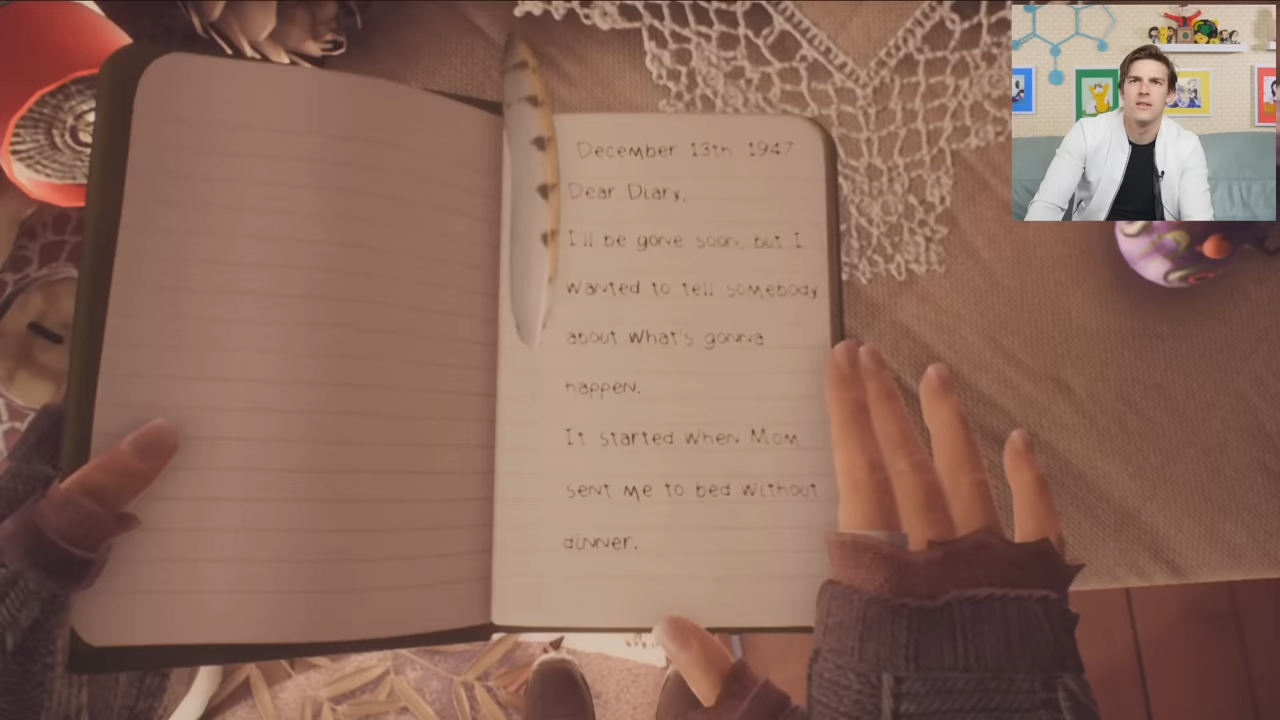 December 13th 1947
Dear Diary,
I'll be gone soon, but I
wanted to tell somebody
about what's gonna
happen.
It started when Mom
sent me to bed without
dinner.